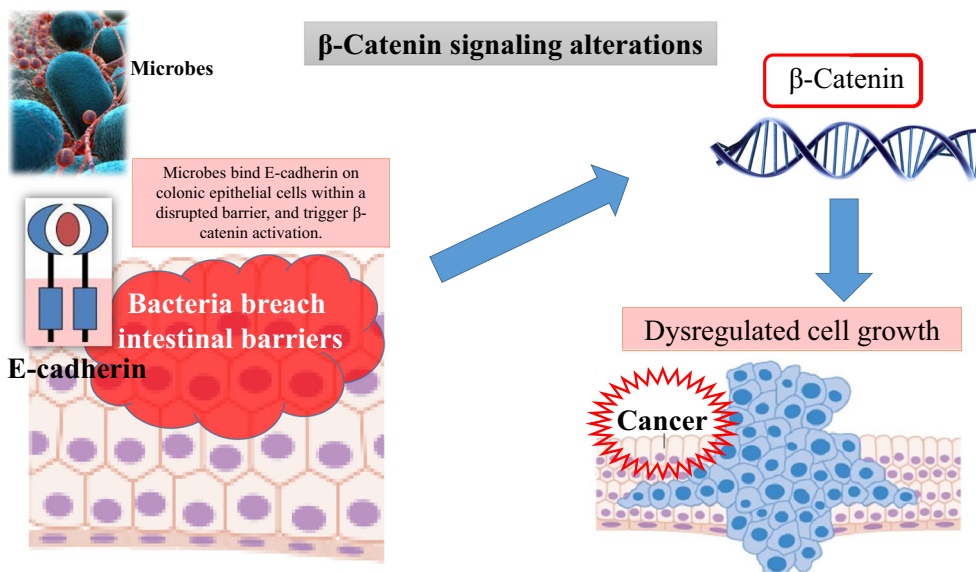 β-Catenin signaling alterations
Microbes
β-Catenin
Microbes bind E-cadherin on
colonic epithelial cells within a
disrupted barrier, and trigger β-
catenin activation.
Bacteria breach
intestinal barriers
E-cadherin
Dysregulated cell growth
Cancer